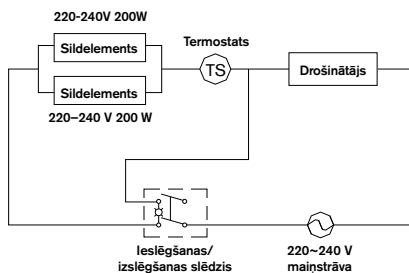 220-240V 200W
Sildelements
Termostats
TS
Drošinātājs
Sildelements
220–240 V 200 W
Ieslēgšanas/
izslēgšanas slēdzis
220~240 V
maiņstrāva